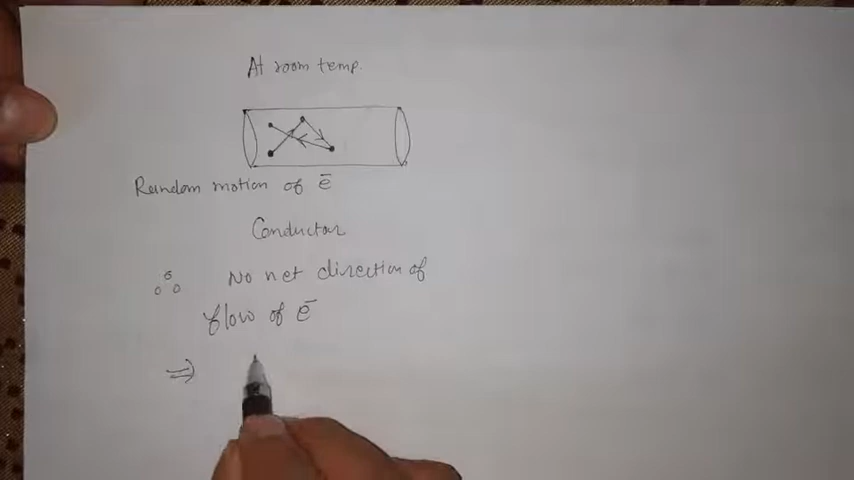 At room temp.
Random motion of e̅
Conductor
∴ No net direction of
flow of e̅
⇒